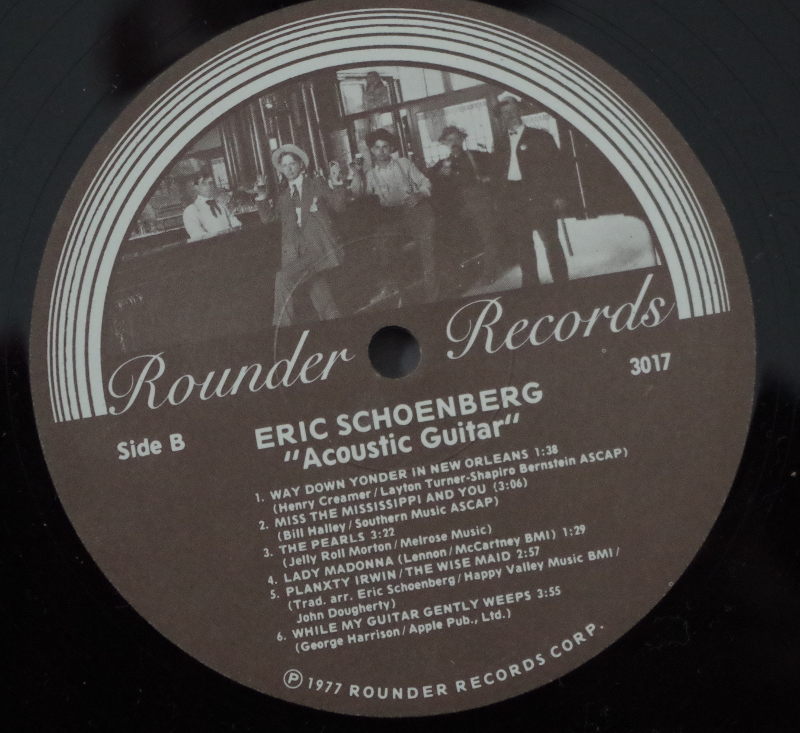 Rounder Records
3017
Side B
ERIC SCHOENBERG
"Acoustic Guitar"
1. WAY DOWN YONDER IN NEW ORLEANS 1:38
(Henry Creamer/Layton Turner-Shapiro Bernstein ASCAP)
2. MISS THE MISSISSIPPI AND YOU (3:06)
(Bill Halley/Southern Music ASCAP)
3. THE PEARLS 3:22
(Jelly Roll Morton/Melrose Music)
4. LADY MADONNA (Lennon/McCartney BMI) 1:29
5. PLANXTY IRWIN/THE WISE MAID 2:57
(Trad. arr. Eric Schoenberg/Happy Valley Music BMI/
John Dougherty)
6. WHILE MY GUITAR GENTLY WEEPS 3:55
(George Harrison/Apple Pub., Ltd.)
℗ 1977 ROUNDER RECORDS CORP.